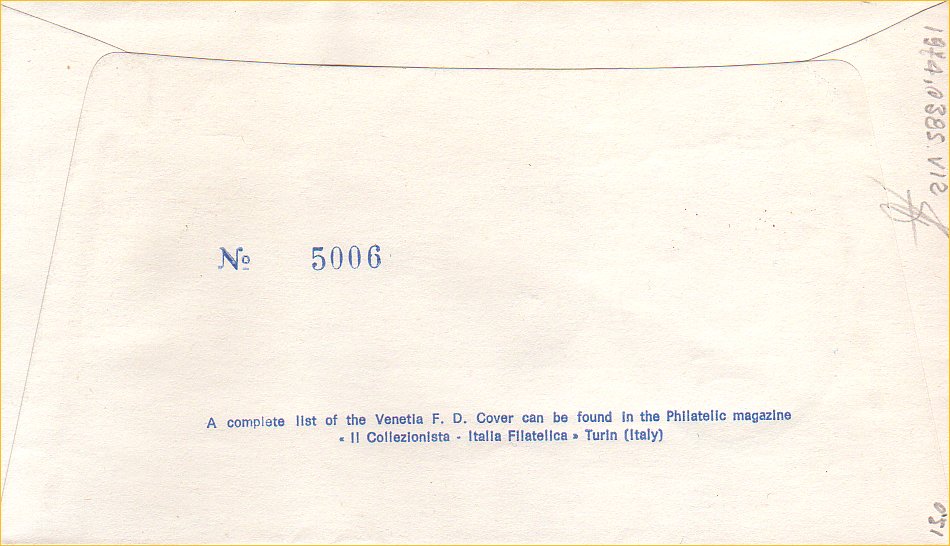 Nº 5006
A complete list of the Venetia F. D. Cover can be found in the Philatelic magazine
« Il Collezionista - Italia Filatelica » Turin (Italy)